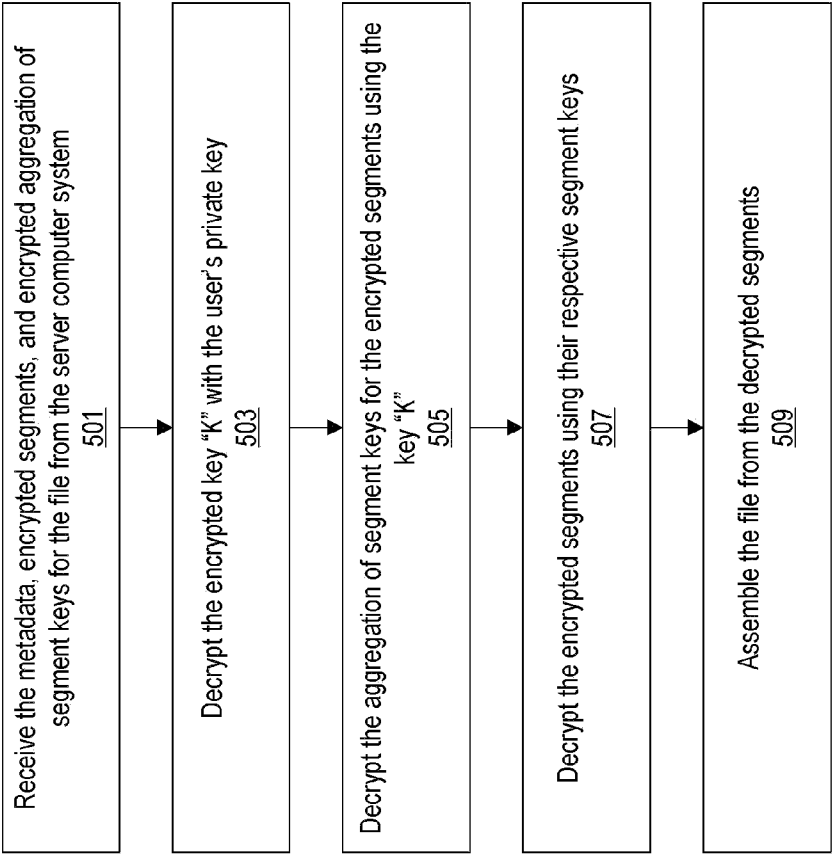 Receive the metadata, encrypted segments, and encrypted aggregation of
segment keys for the file from the server computer system
501
Decrypt the encrypted key “K” with the user’s private key
503
Decrypt the aggregation of segment keys for the encrypted segments using the
key “K”
505
Decrypt the encrypted segments using their respective segment keys
507
Assemble the file from the decrypted segments
509